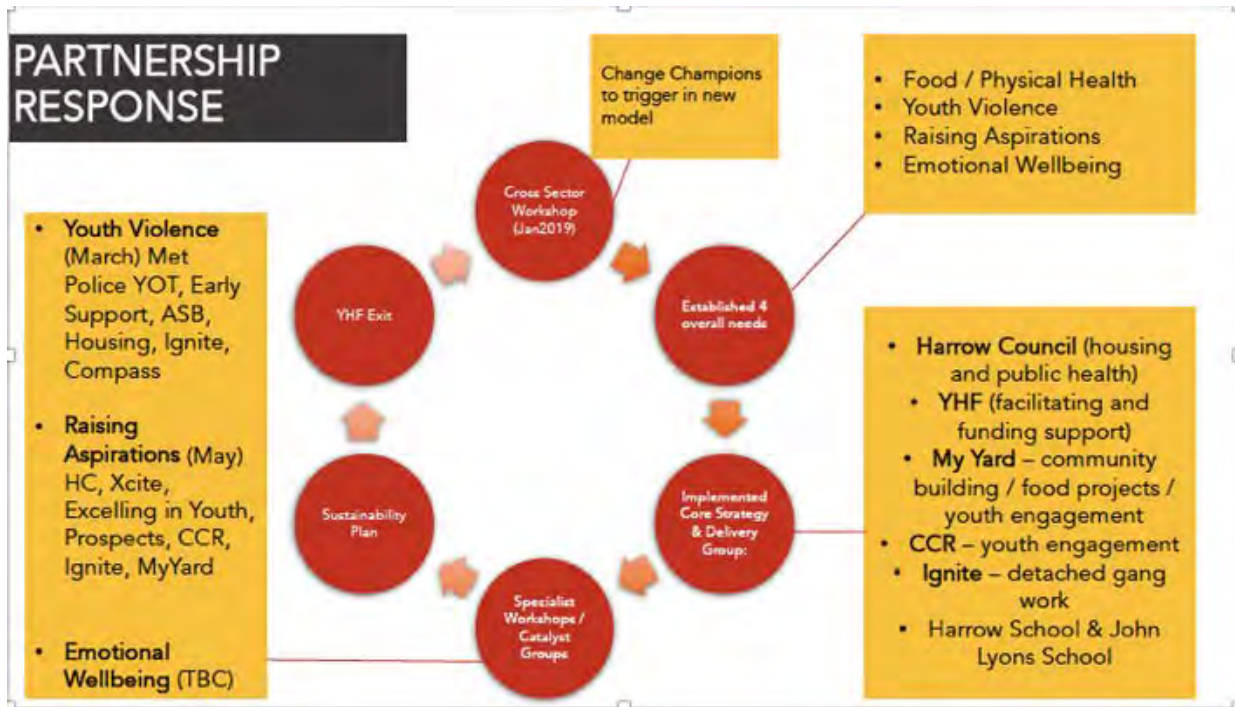 PARTNERSHIP
RESPONSE
Change Champions
to trigger in new
model
• Food / Physical Health
• Youth Violence
• Raising Aspirations
• Emotional Wellbeing
Cross Sector
Workshop
(Jan2019)
Established 4
overall needs
Implemented
Core Strategy
& Delivery
Group:
Specialist
Workshops /
Catalyst
Groups
Sustainability
Plan
YHF Exit
• Harrow Council (housing
and public health)
• YHF (facilitating and
funding support)
• My Yard – community
building / food projects /
youth engagement
• CCR – youth engagement
• Ignite – detached gang
work
• Harrow School & John
Lyons School
• Youth Violence
(March) Met
Police YOT, Early
Support, ASB,
Housing, Ignite,
Compass
• Raising
Aspirations (May)
HC, Xcite,
Excelling in Youth,
Prospects, CCR,
Ignite, MyYard
• Emotional
Wellbeing (TBC)